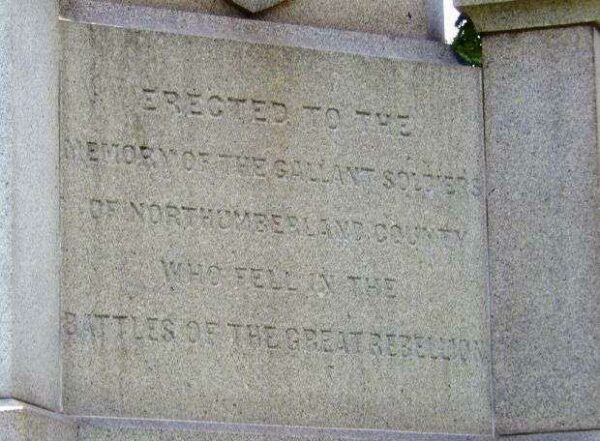 ERECTED TO THE
MEMORY OF THE GALLANT SOLDIERS
OF NORTHUMBERLAND COUNTY
WHO FELL IN THE
BATTLES OF THE GREAT REBELLION